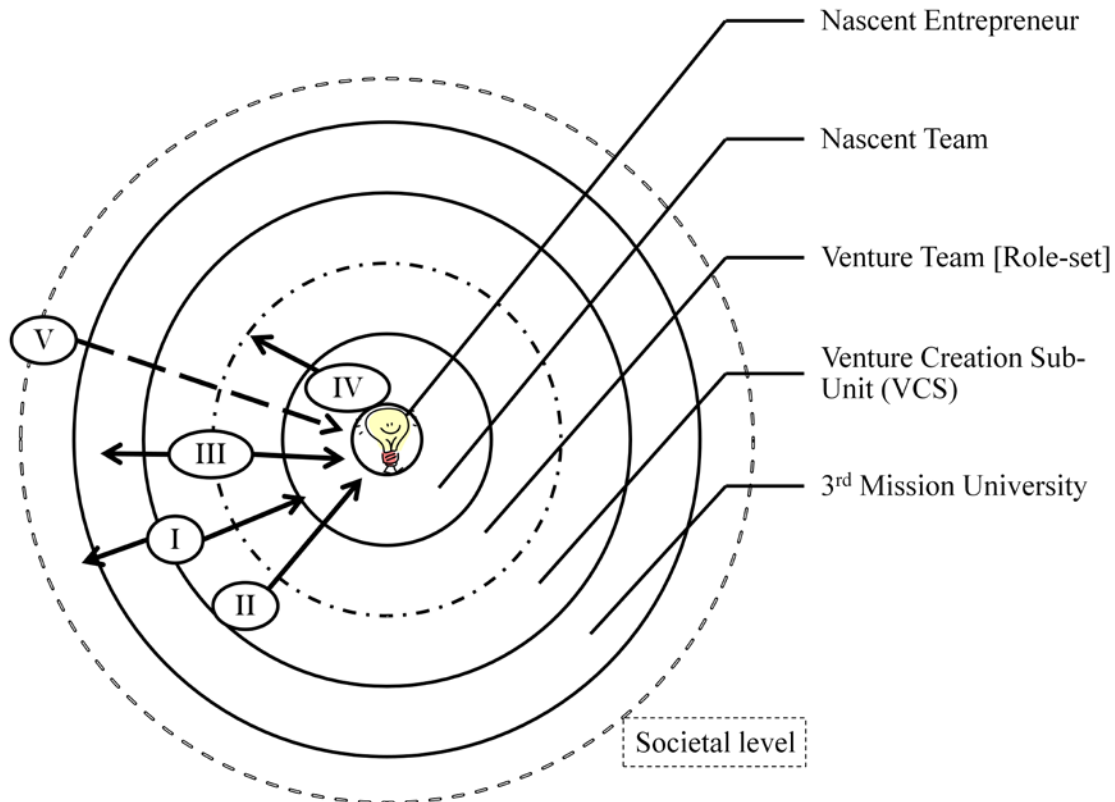 Nascent Entrepreneur
Nascent Team
Venture Team [Role-set]
Venture Creation Sub-
Unit (VCS)
3rd Mission University
V
IV
III
I
II
Societal level